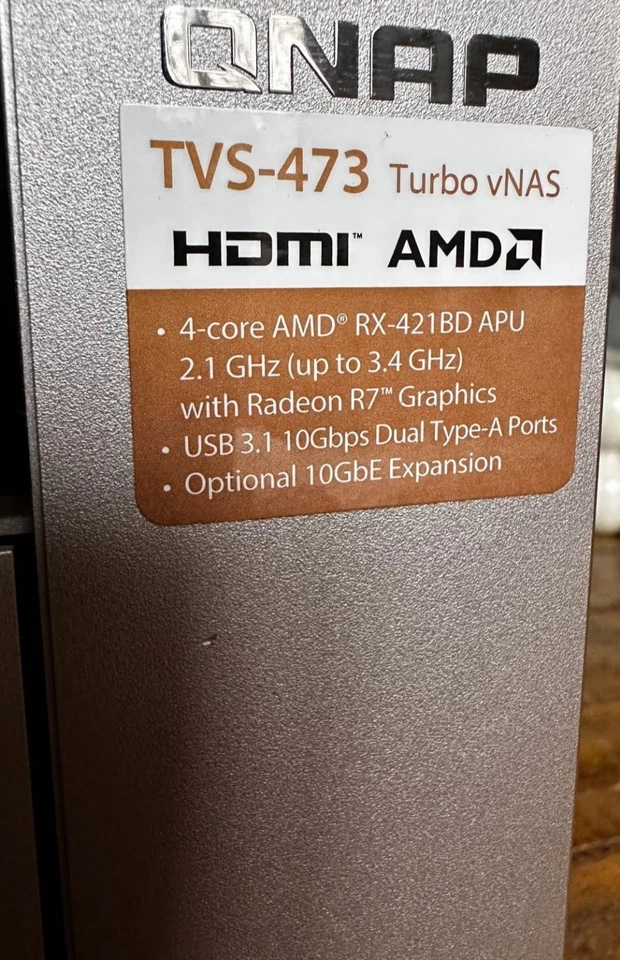 QNAP
TVS-473 Turbo vNAS
HDMI™ AMD
• 4-core AMD® RX-421BD APU
2.1 GHz (up to 3.4 GHz)
with Radeon R7™ Graphics
• USB 3.1 10Gbps Dual Type-A Ports
• Optional 10GbE Expansion